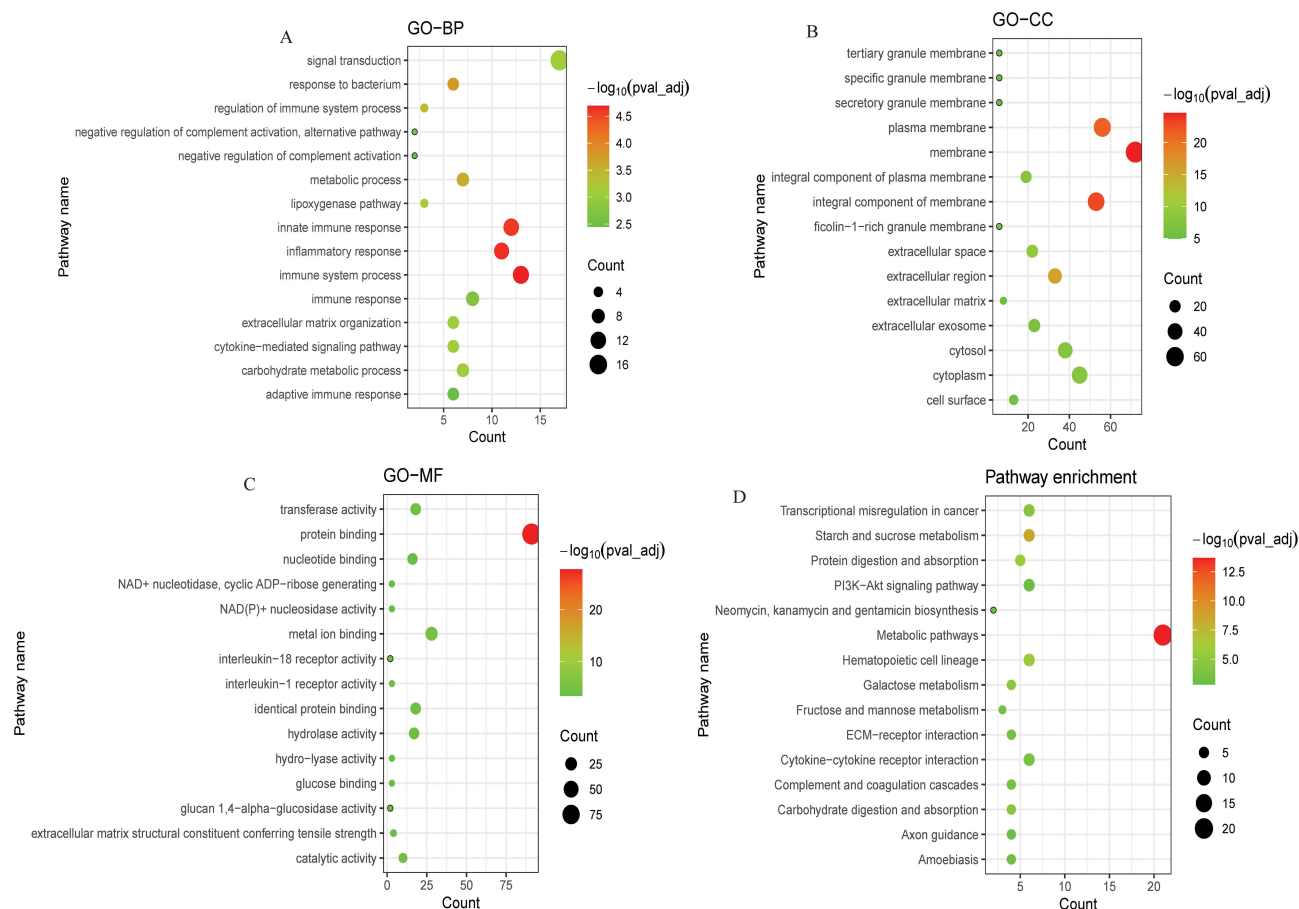 A
GO−BP
Pathway name
signal transduction
response to bacterium
regulation of immune system process
negative regulation of complement activation, alternative pathway
negative regulation of complement activation
metabolic process
lipoxygenase pathway
innate immune response
inflammatory response
immune system process
immune response
extracellular matrix organization
cytokine−mediated signaling pathway
carbohydrate metabolic process
adaptive immune response
5 10 15
Count
−log10(pval_adj)
4.5
4.0
3.5
3.0
2.5
Count
4
8
12
16
B
GO−CC
Pathway name
tertiary granule membrane
specific granule membrane
secretory granule membrane
plasma membrane
membrane
integral component of plasma membrane
integral component of membrane
ficolin−1−rich granule membrane
extracellular space
extracellular region
extracellular matrix
extracellular exosome
cytosol
cytoplasm
cell surface
20 40 60
Count
−log10(pval_adj)
20
15
10
5
Count
20
40
60
C
GO−MF
Pathway name
transferase activity
protein binding
nucleotide binding
NAD+ nucleotidase, cyclic ADP−ribose generating
NAD(P)+ nucleosidase activity
metal ion binding
interleukin−18 receptor activity
interleukin−1 receptor activity
identical protein binding
hydrolase activity
hydro−lyase activity
glucose binding
glucan 1,4−alpha−glucosidase activity
extracellular matrix structural constituent conferring tensile strength
catalytic activity
0 25 50 75
Count
−log10(pval_adj)
20
10
Count
25
50
75
D
Pathway enrichment
Pathway name
Transcriptional misregulation in cancer
Starch and sucrose metabolism
Protein digestion and absorption
PI3K−Akt signaling pathway
Neomycin, kanamycin and gentamicin biosynthesis
Metabolic pathways
Hematopoietic cell lineage
Galactose metabolism
Fructose and mannose metabolism
ECM−receptor interaction
Cytokine−cytokine receptor interaction
Complement and coagulation cascades
Carbohydrate digestion and absorption
Axon guidance
Amoebiasis
5 10 15 20
Count
−log10(pval_adj)
12.5
10.0
7.5
5.0
Count
5
10
15
20